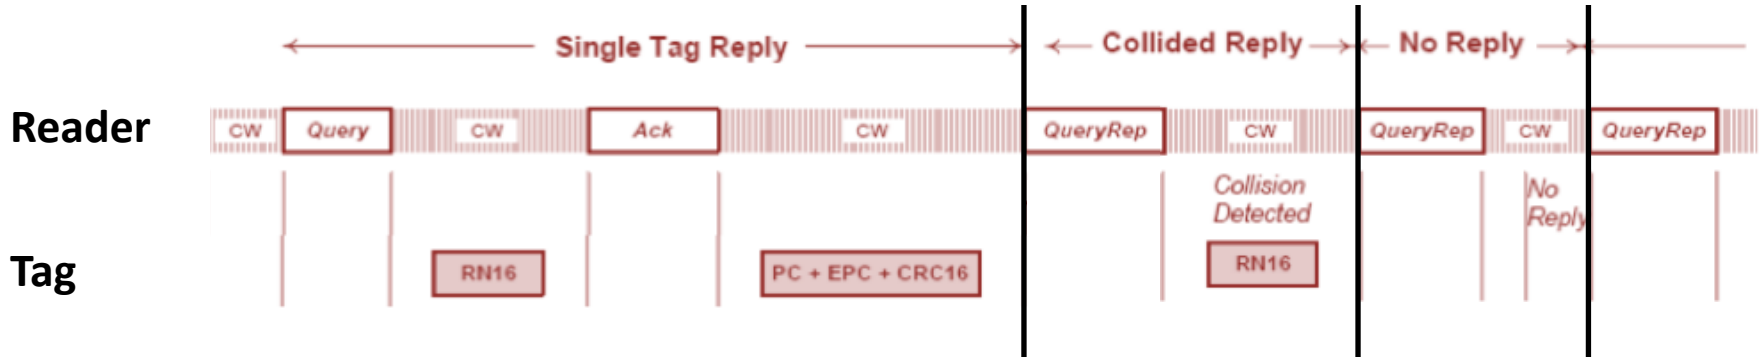 Single Tag Reply
Collided Reply
No Reply
Reader
CW
Query
CW
Ack
CW
QueryRep
CW
QueryRep
CW
QueryRep
Collision
Detected
No
Reply
Tag
RN16
PC + EPC + CRC16
RN16